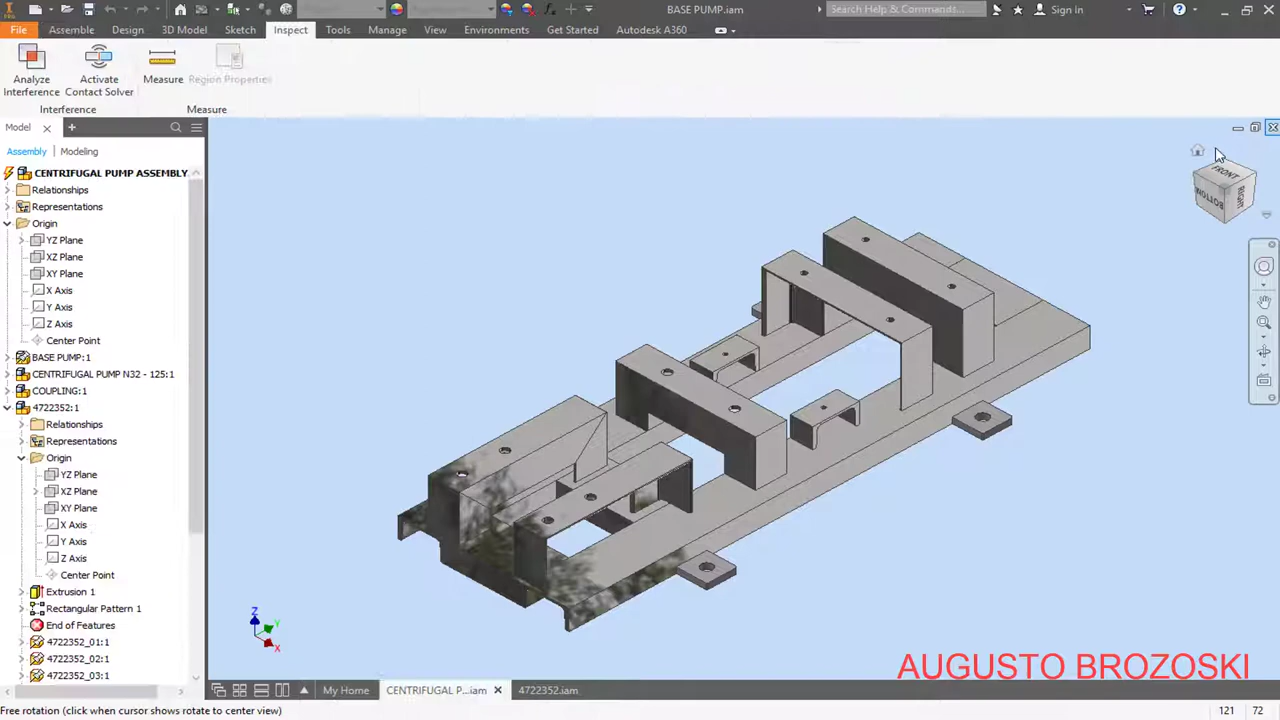 BASE PUMP.iam
Search Help & Commands...
Sign In
File
Assembly
Design
3D Model
Sketch
Inspect
Tools
Manage
View
Environments
Get Started
Autodesk A360
Analyze
Interference
Activate
Contact Solver
Measure
Region Properties
Interference
Measure
Model
Assembly
Modeling
CENTRIFUGAL PUMP ASSEMBLY.
Relationships
Representations
Origin
YZ Plane
XZ Plane
XY Plane
X Axis
Y Axis
Z Axis
Center Point
BASE PUMP:1
CENTRIFUGAL PUMP N32 - 125:1
COUPLING:1
4722352:1
Relationships
Representations
Origin
YZ Plane
XZ Plane
XY Plane
X Axis
Y Axis
Z Axis
Center Point
Extrusion 1
Rectangular Pattern 1
End of Features
4722352_01:1
4722352_02:1
4722352_03:1
FRONT
BOTTOM
RIGHT
Z
Y
X
AUGUSTO BROZOSKI
My Home
CENTRIFUGAL P...iam
4722352.iam
Free rotation (click when cursor shows rotate to center view)
121
72